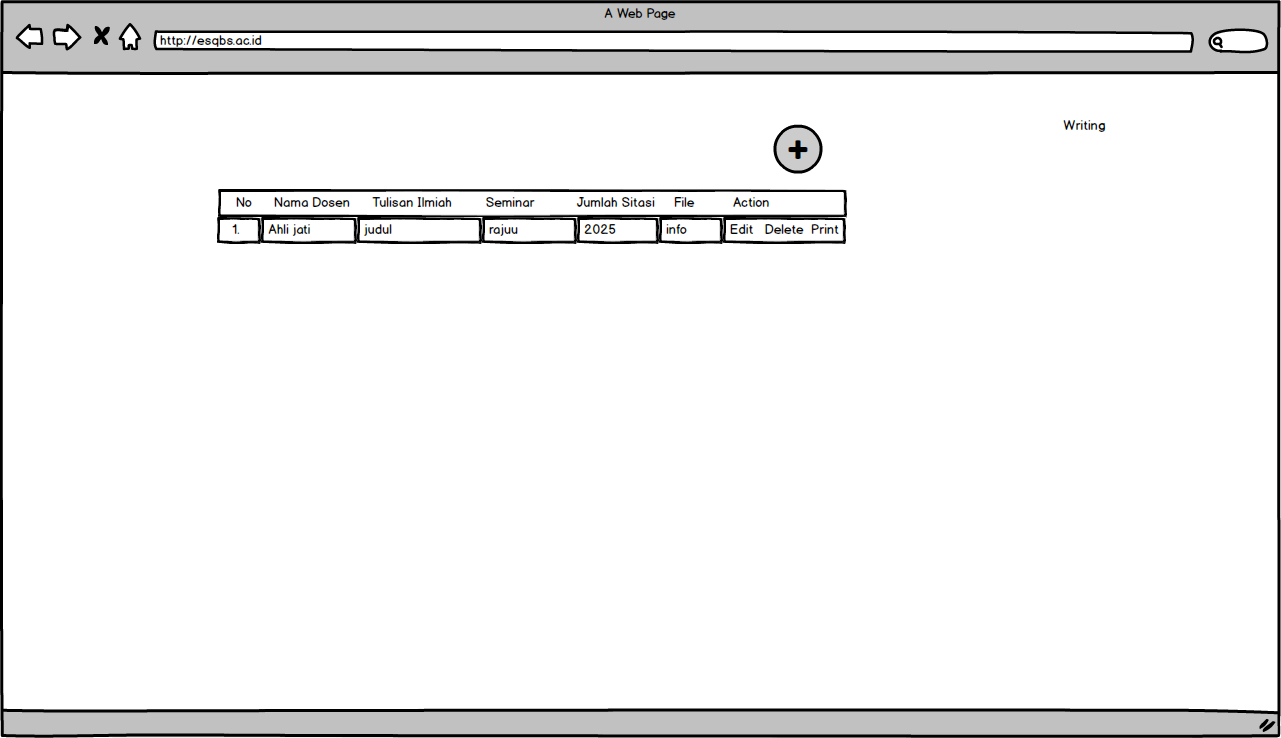 A Web Page
http://esqbs.ac.id
Writing
No Nama Dosen Tulisan Ilmiah Seminar Jumlah Sitasi File Action
1. Ahli jati judul rajuu 2025 info Edit Delete Print